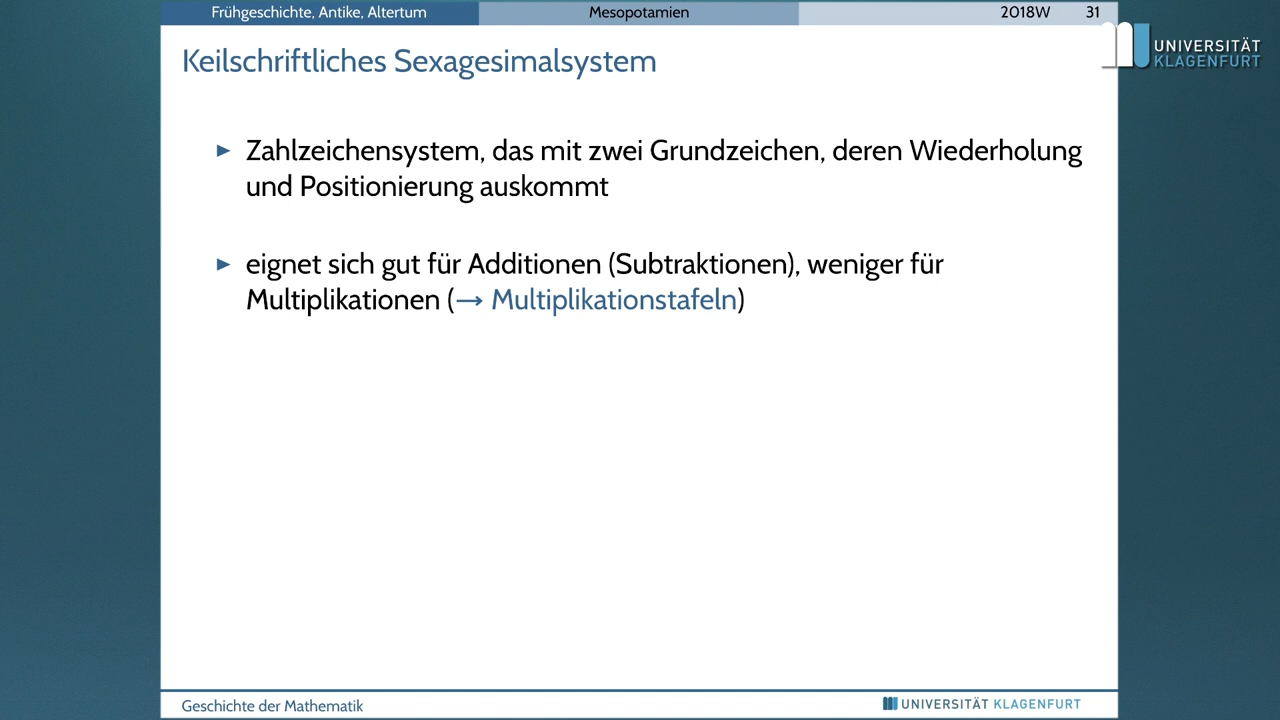 Frühgeschichte, Antike, Altertum Mesopotamien 2018W 31
UNIVERSITÄT
KLAGENFURT
Keilschriftliches Sexagesimalsystem
▶ Zahlzeichensystem, das mit zwei Grundzeichen, deren Wiederholung
und Positionierung auskommt
▶ eignet sich gut für Additionen (Subtraktionen), weniger für
Multiplikationen (→ Multiplikationstafeln)
Geschichte der Mathematik UNIVERSITÄT KLAGENFURT